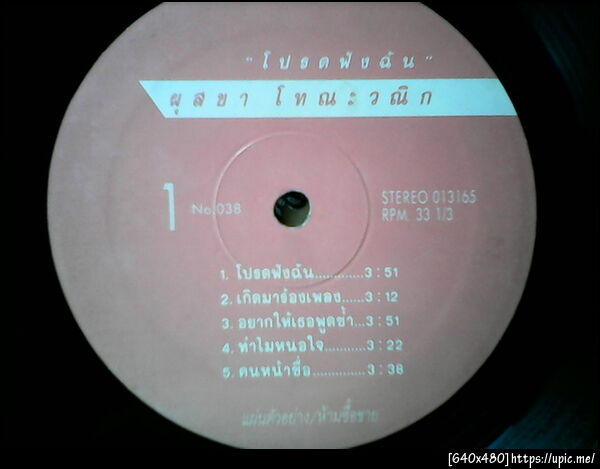 "โปรดฟังฉัน"
ผุสขา โทณะวณิก
1
No.038
STEREO 013165
RPM. 33 1/3
1. โปรดฟังฉัน............3:51
2. เกิดมาร้องเพลง.....3:12
3. อยากให้เธอพูดซ้ำ...3:51
4. ทำไมหนอใจ..........3:22
5. คนหน้าซื่อ.............3:38
แผ่นตัวอย่าง/ห้ามซื้อขาย
[640x480]https://upic.me/